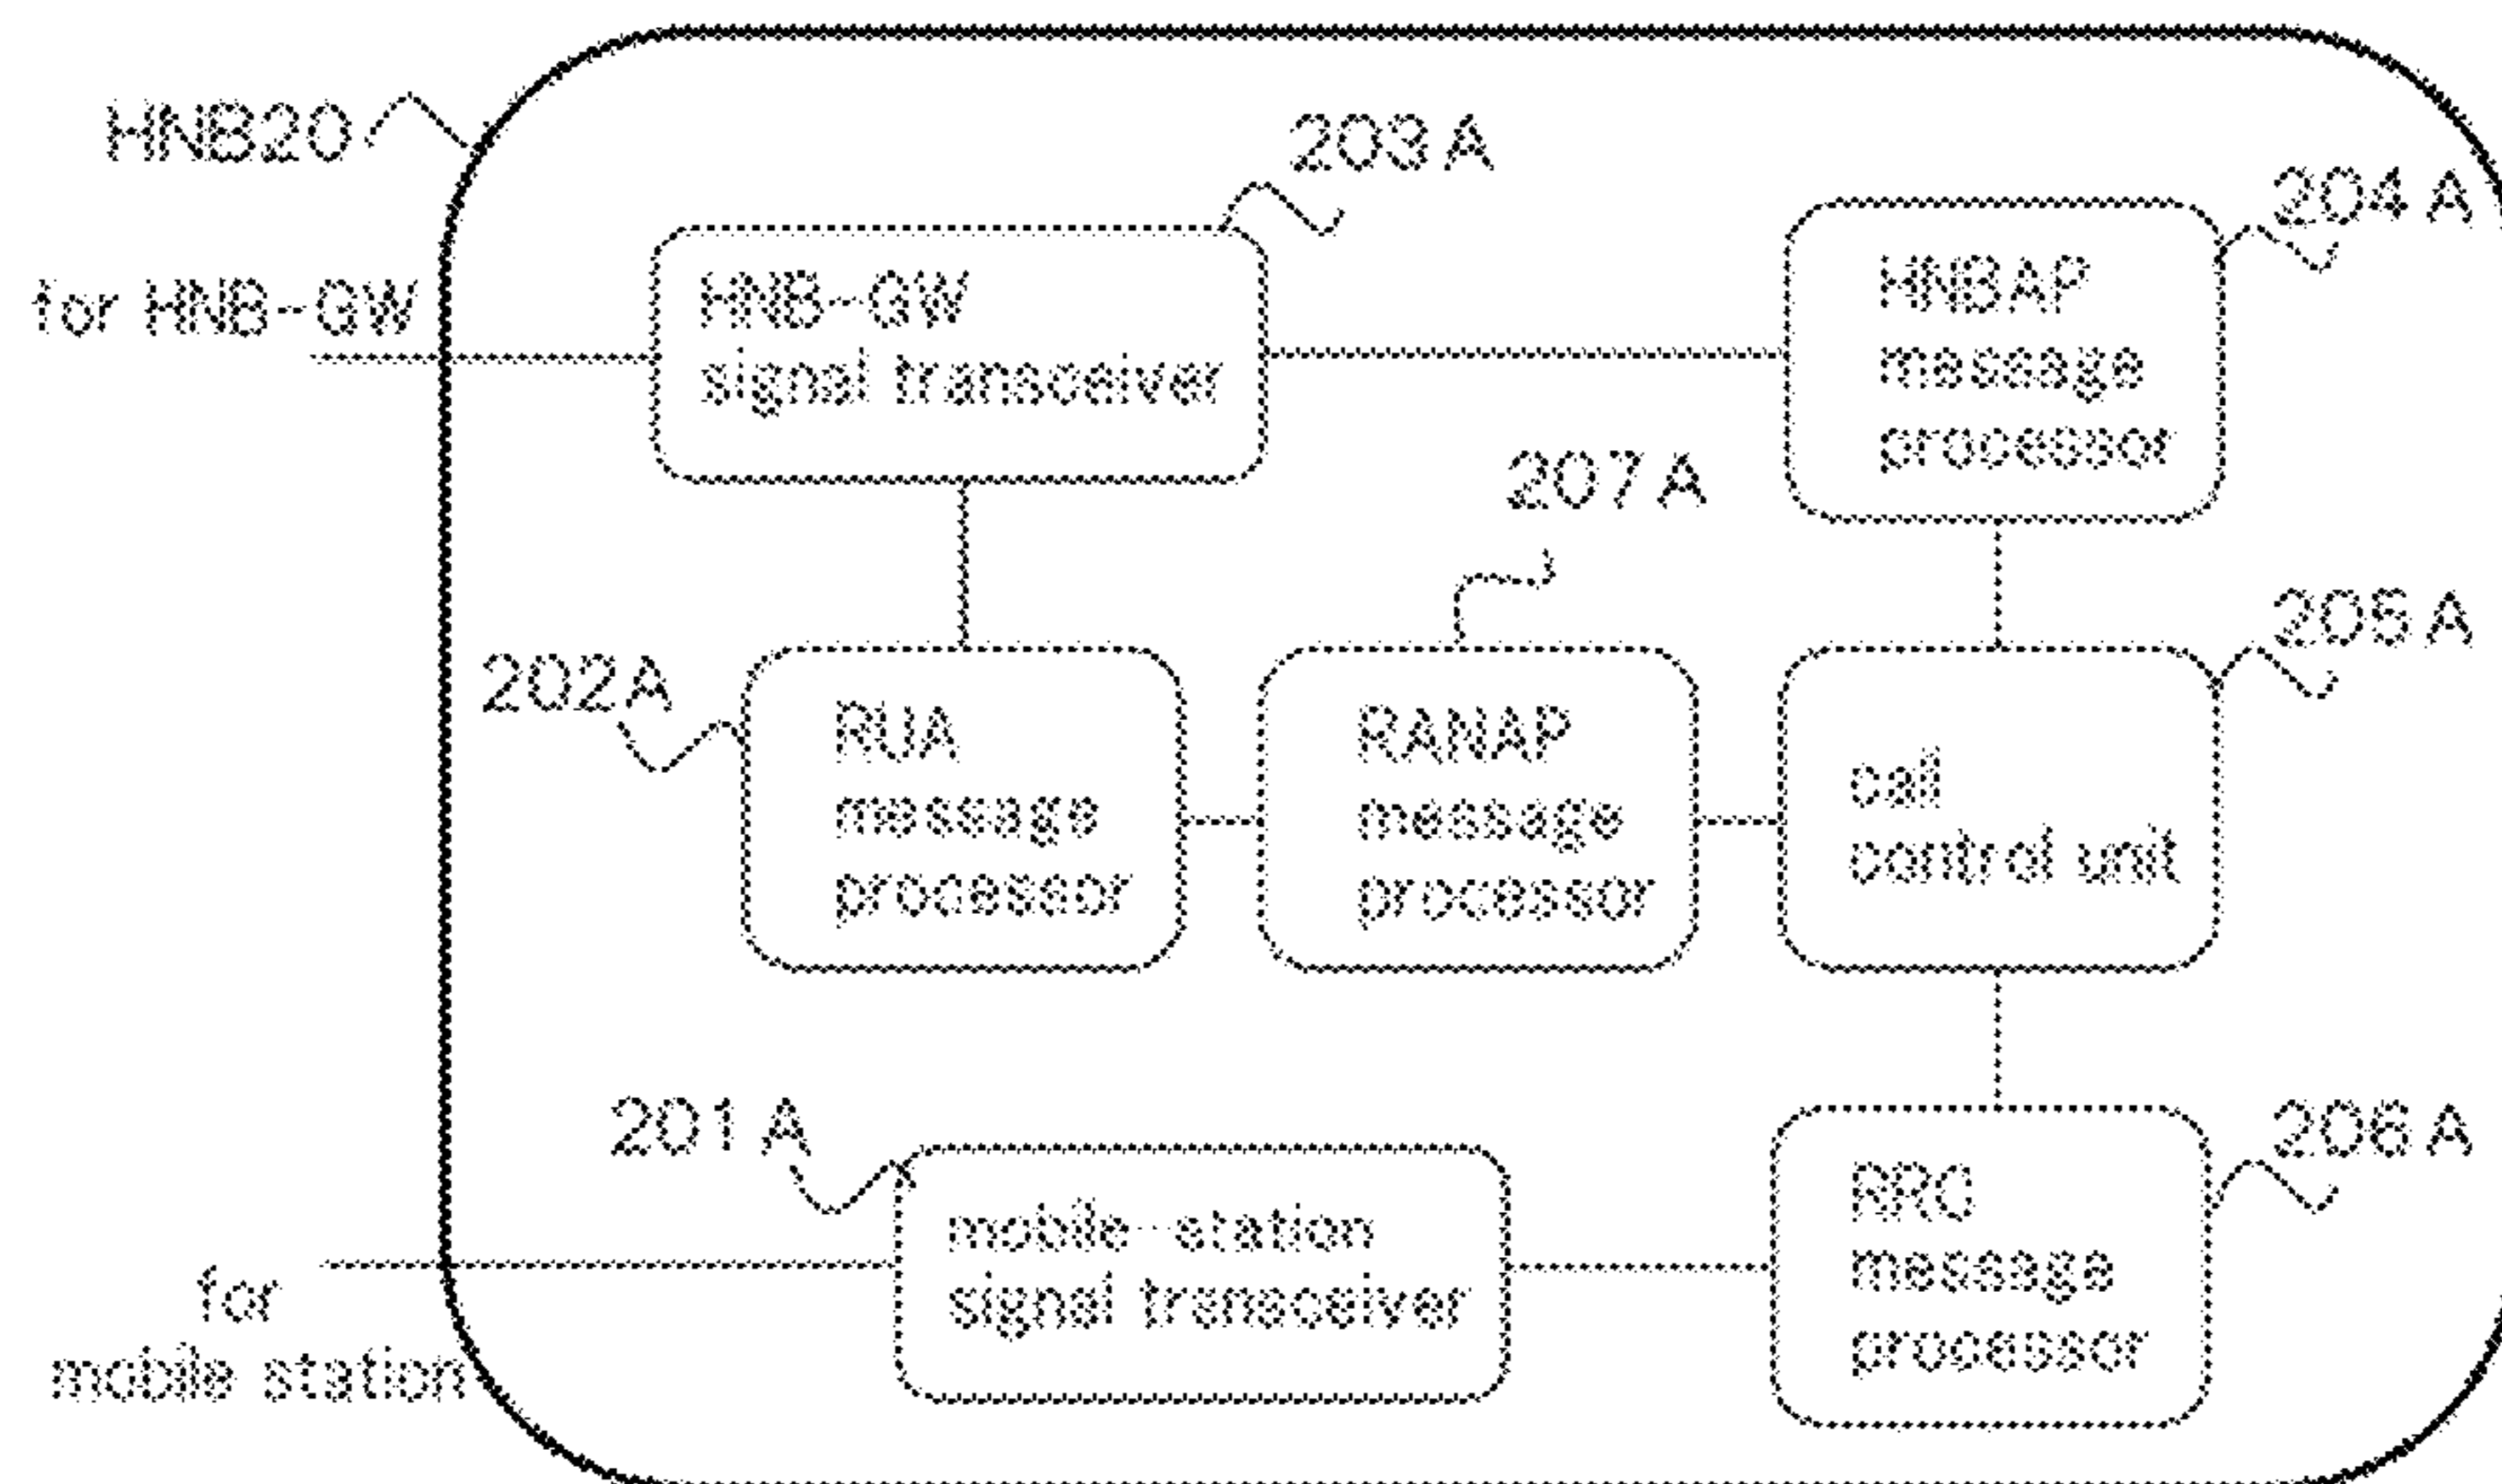 HNB20
203A
204A
for HNB-GW
HNB-GW
signal transceiver
HNBAP
message
processor
207A
205A
202A
RUA
message
processor
RANAP
message
processor
call
control unit
201A
206A
mobile-station
signal transceiver
RRC
message
processor
for
mobile station